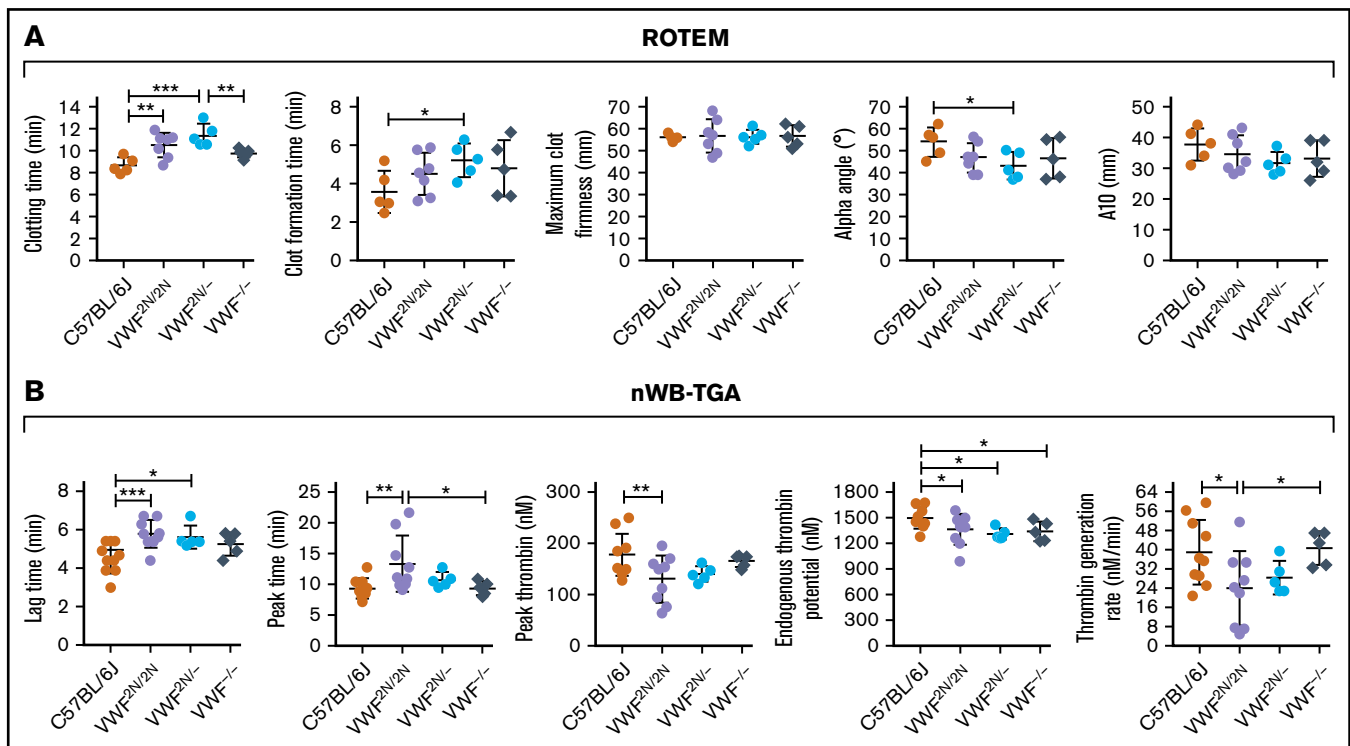 A
ROTEM
*** **
**
Clotting time (min)
14
12
10
8
6
4
2
0
C57BL/6J
VWF2N/2N
VWF2N/–
VWF–/–
*
Clot formation time (min)
8
6
4
2
0
C57BL/6J
VWF2N/2N
VWF2N/–
VWF–/–
Maximum clot
firmness (mm)
70
60
50
40
30
20
10
0
C57BL/6J
VWF2N/2N
VWF2N/–
VWF–/–
*
Alpha angle (°)
70
60
50
40
30
20
10
0
C57BL/6J
VWF2N/2N
VWF2N/–
VWF–/–
A10 (mm)
50
40
30
20
10
0
C57BL/6J
VWF2N/2N
VWF2N/–
VWF–/–
B
nWB-TGA
*
***
Lag time (min)
8
6
4
2
0
C57BL/6J
VWF2N/2N
VWF2N/–
VWF–/–
** *
Peak time (min)
25
20
15
10
5
0
C57BL/6J
VWF2N/2N
VWF2N/–
VWF–/–
**
Peak thrombin (nM)
300
200
100
0
C57BL/6J
VWF2N/2N
VWF2N/–
VWF–/–
*
*
*
Endogenous thrombin
potential (nM)
1800
1500
1200
900
600
300
0
C57BL/6J
VWF2N/2N
VWF2N/–
VWF–/–
* *
Thrombin generation
rate (nM/min)
64
56
48
40
32
24
16
8
0
C57BL/6J
VWF2N/2N
VWF2N/–
VWF–/–